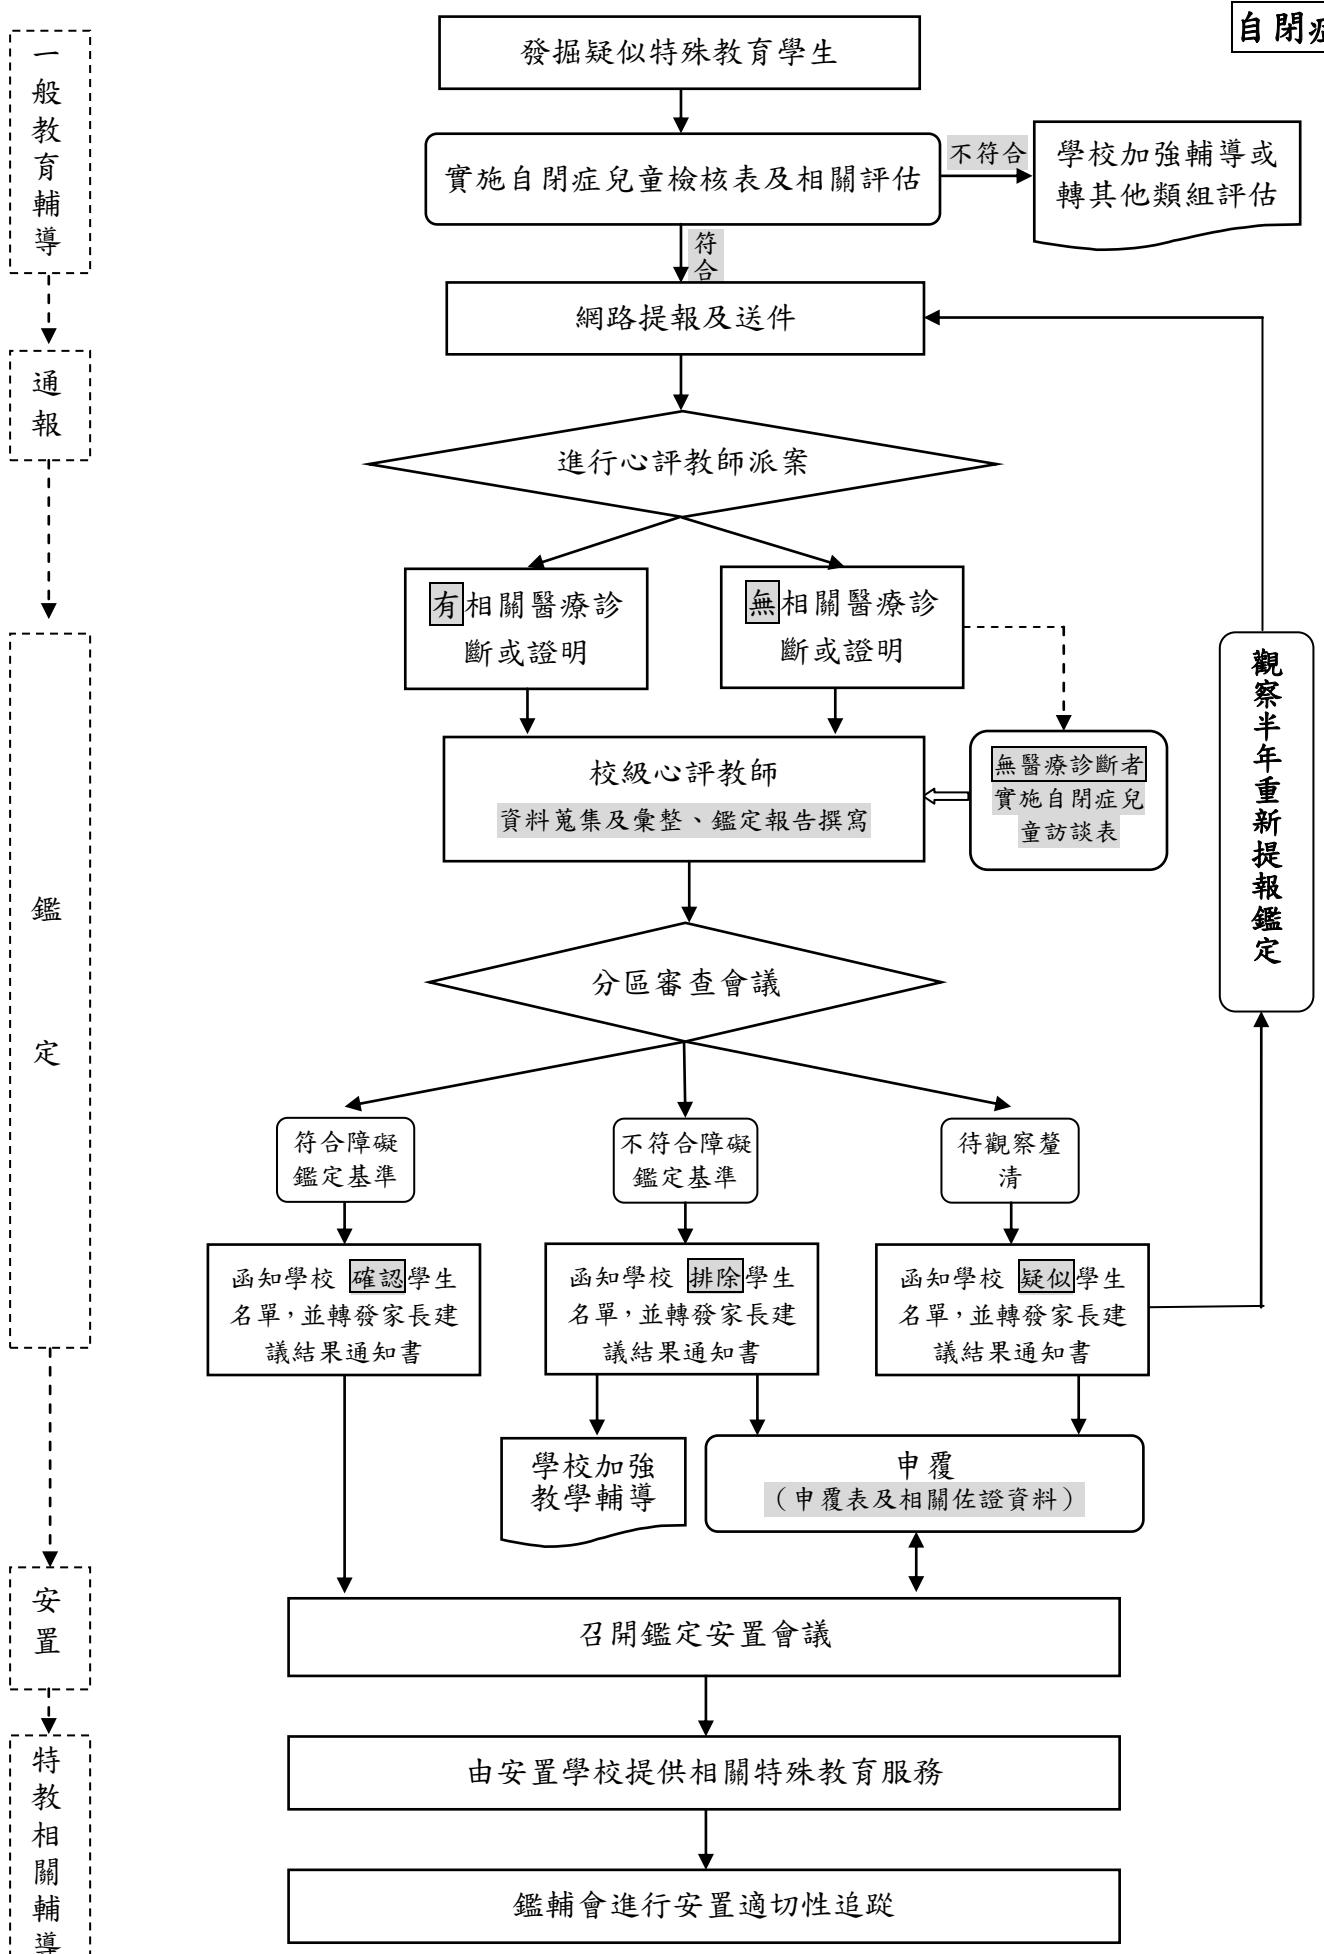 自閉症
一般教育輔導
發掘疑似特殊教育學生
實施自閉症兒童檢核表及相關評估
不符合
學校加強輔導或
轉其他類組評估
符合
網路提報及送件
通報
進行心評教師派案
有相關醫療診
斷或證明
無相關醫療診
斷或證明
觀察半年重新提報鑑定
校級心評教師
資料蒐集及彙整、鑑定報告撰寫
無醫療診斷者
實施自閉症兒
童訪談表
鑑定
分區審查會議
符合障礙
鑑定基準
不符合障礙
鑑定基準
待觀察釐
清
函知學校 確認學生
名單,並轉發家長建
議結果通知書
函知學校 排除學生
名單,並轉發家長建
議結果通知書
函知學校 疑似學生
名單,並轉發家長建
議結果通知書
學校加強
教學輔導
申覆
（申覆表及相關佐證資料）
安置
召開鑑定安置會議
特教相關輔導
由安置學校提供相關特殊教育服務
鑑輔會進行安置適切性追蹤